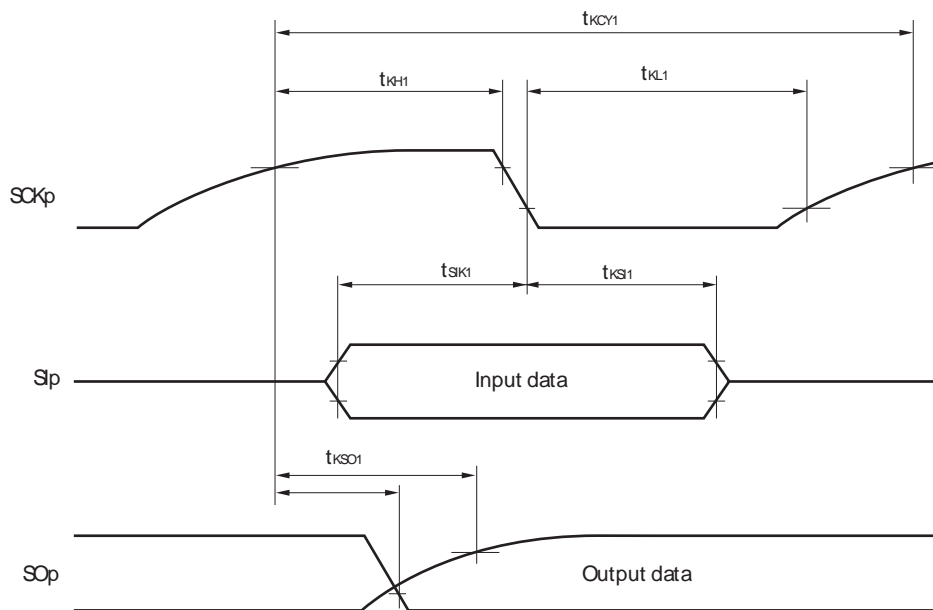 tKCY1
tKH1
tKL1
SCKp
tSIK1
tKSI1
SIp
Input data
tKSO1
SOp
Output data